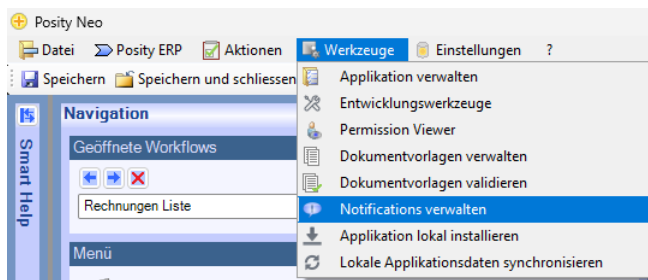 Posity Neo
Datei Posity ERP Aktionen Werkzeuge Einstellungen ?
Speichern Speichern und schliessen
Applikation verwalten
Entwicklungswerkzeuge
Permission Viewer
Dokumentvorlagen verwalten
Dokumentvorlagen validieren
Notifications verwalten
Applikation lokal installieren
Lokale Applikationsdaten synchronisieren
Smart Help
Navigation
Geöffnete Workflows
Rechnungen Liste
Menü